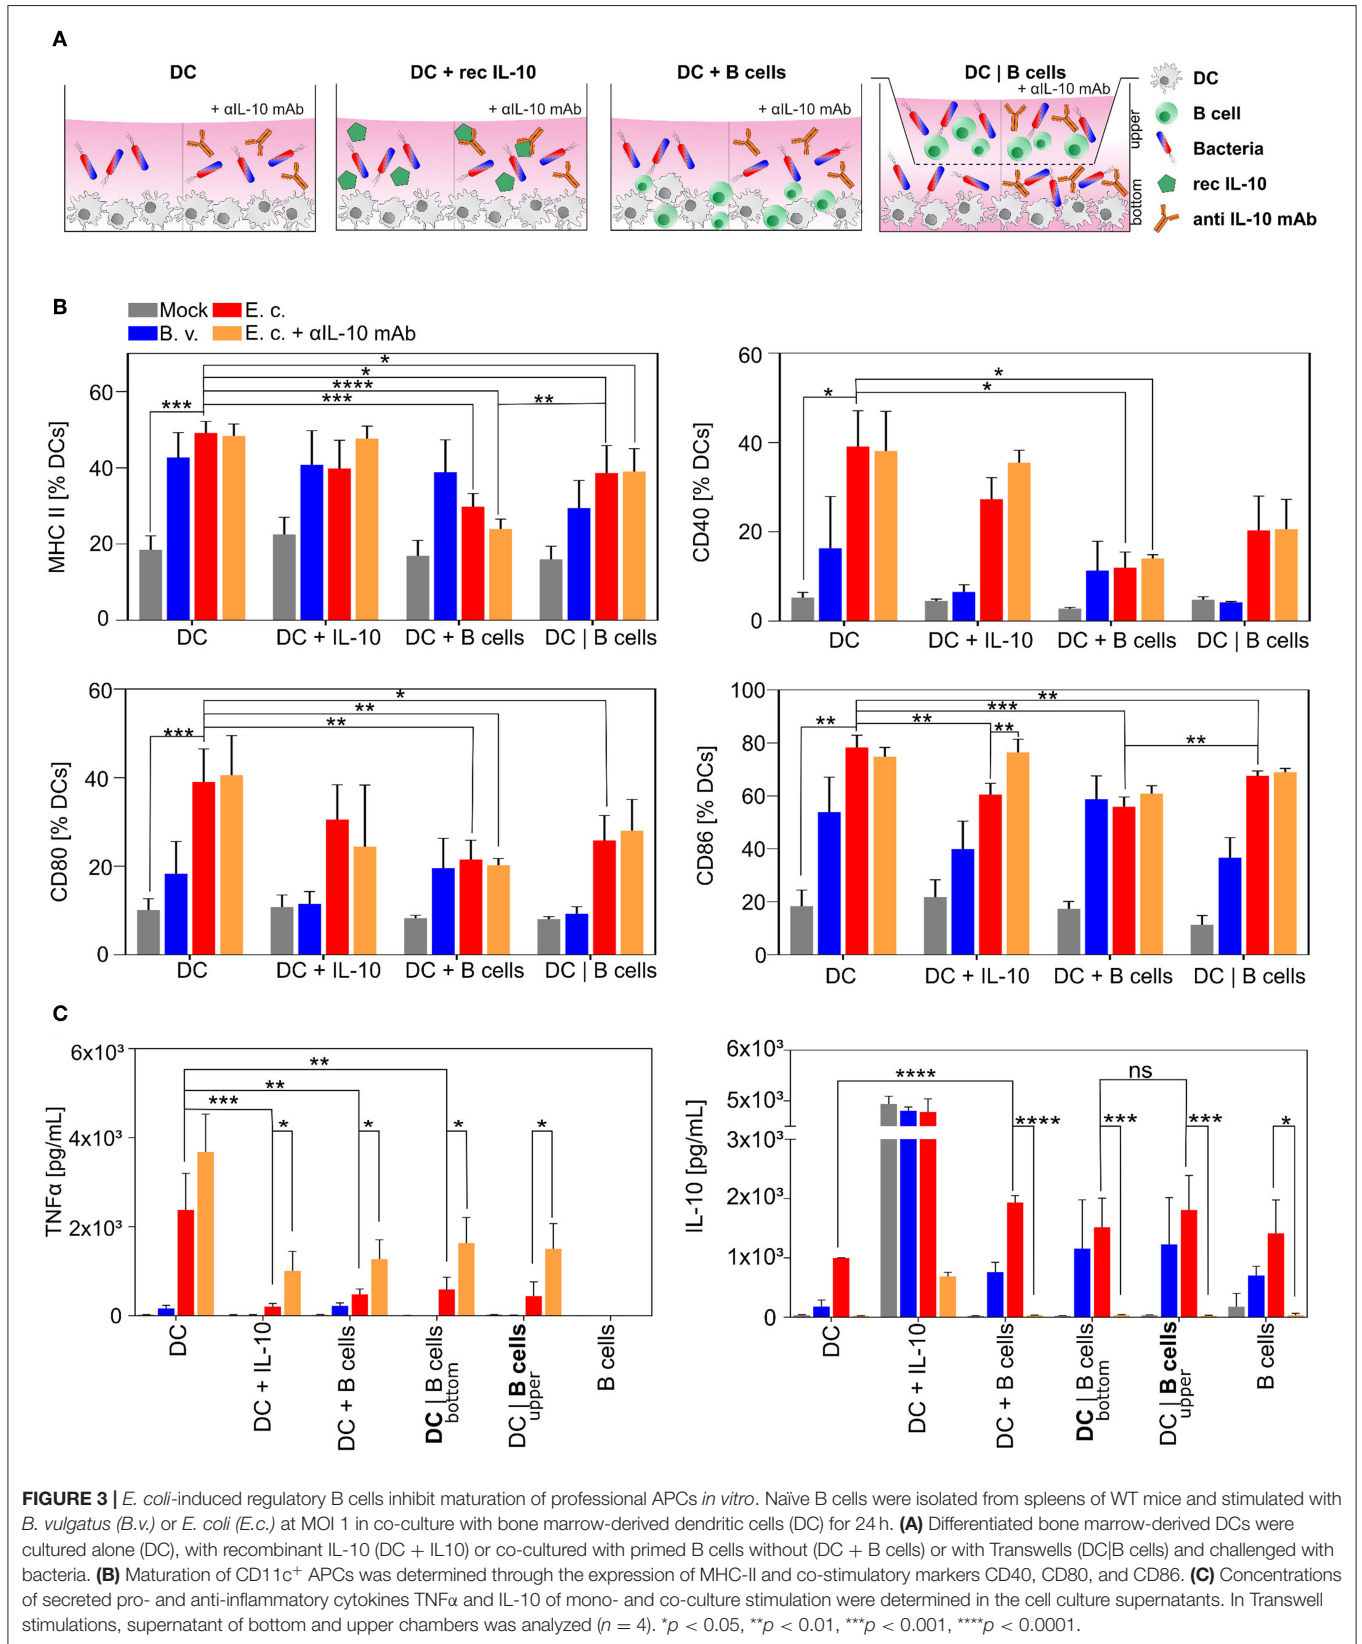 A
DC
DC + rec IL-10
DC + B cells
DC | B cells
+ αIL-10 mAb
+ αIL-10 mAb
+ αIL-10 mAb
+ αIL-10 mAb
upper
bottom
DC
B cell
Bacteria
rec IL-10
anti IL-10 mAb
B
Mock
E. c.
B. v.
E. c. + αIL-10 mAb
MHC II [% DCs]
60
40
20
0
***
*
*
****
***
**
DC
DC + IL-10
DC + B cells
DC | B cells
CD40 [% DCs]
60
40
20
0
*
*
*
DC
DC + IL-10
DC + B cells
DC | B cells
CD80 [% DCs]
60
40
20
0
***
*
**
**
DC
DC + IL-10
DC + B cells
DC | B cells
CD86 [% DCs]
100
80
60
40
20
0
**
**
***
**
**
**
DC
DC + IL-10
DC + B cells
DC | B cells
C
TNFα [pg/mL]
6x10³
4x10³
2x10³
0
**
**
***
*
*
*
*
DC
DC + IL-10
DC + B cells
DC | B cells
bottom
DC | B cells
upper
B cells
IL-10 [pg/mL]
6x10³
5x10³
3x10³
2x10³
1x10³
0
****
ns
****
***
***
*
DC
DC + IL-10
DC + B cells
DC | B cells
bottom
DC | B cells
upper
B cells
FIGURE 3 | E. coli-induced regulatory B cells inhibit maturation of professional APCs in vitro. Naïve B cells were isolated from spleens of WT mice and stimulated with
B. vulgatus (B.v.) or E. coli (E.c.) at MOI 1 in co-culture with bone marrow-derived dendritic cells (DC) for 24 h. (A) Differentiated bone marrow-derived DCs were
cultured alone (DC), with recombinant IL-10 (DC + IL10) or co-cultured with primed B cells without (DC + B cells) or with Transwells (DC|B cells) and challenged with
bacteria. (B) Maturation of CD11c⁺ APCs was determined through the expression of MHC-II and co-stimulatory markers CD40, CD80, and CD86. (C) Concentrations
of secreted pro- and anti-inflammatory cytokines TNFα and IL-10 of mono- and co-culture stimulation were determined in the cell culture supernatants. In Transwell
stimulations, supernatant of bottom and upper chambers was analyzed (n = 4). *p < 0.05, **p < 0.01, ***p < 0.001, ****p < 0.0001.